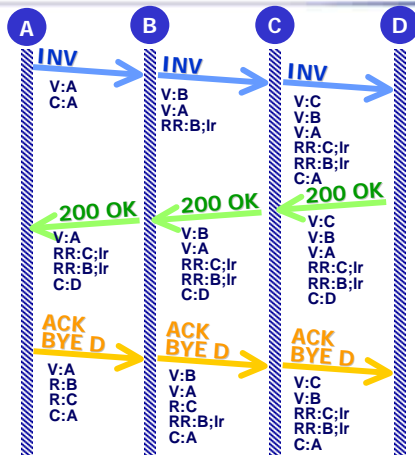 A B C D
INV
V:A
C:A
INV
V:B
V:A
RR:B;lr
INV
V:C
V:B
V:A
RR:C;lr
RR:B;lr
C:A
200 OK
V:C
V:B
V:A
RR:C;lr
RR:B;lr
C:D
200 OK
V:B
V:A
RR:C;lr
RR:B;lr
C:D
200 OK
V:A
RR:C;lr
RR:B;lr
C:D
ACK
BYE D
V:A
R:B
R:C
C:A
ACK
BYE D
V:B
V:A
R:C
RR:B;lr
C:A
ACK
BYE D
V:C
V:B
RR:C;lr
RR:B;lr
C:A